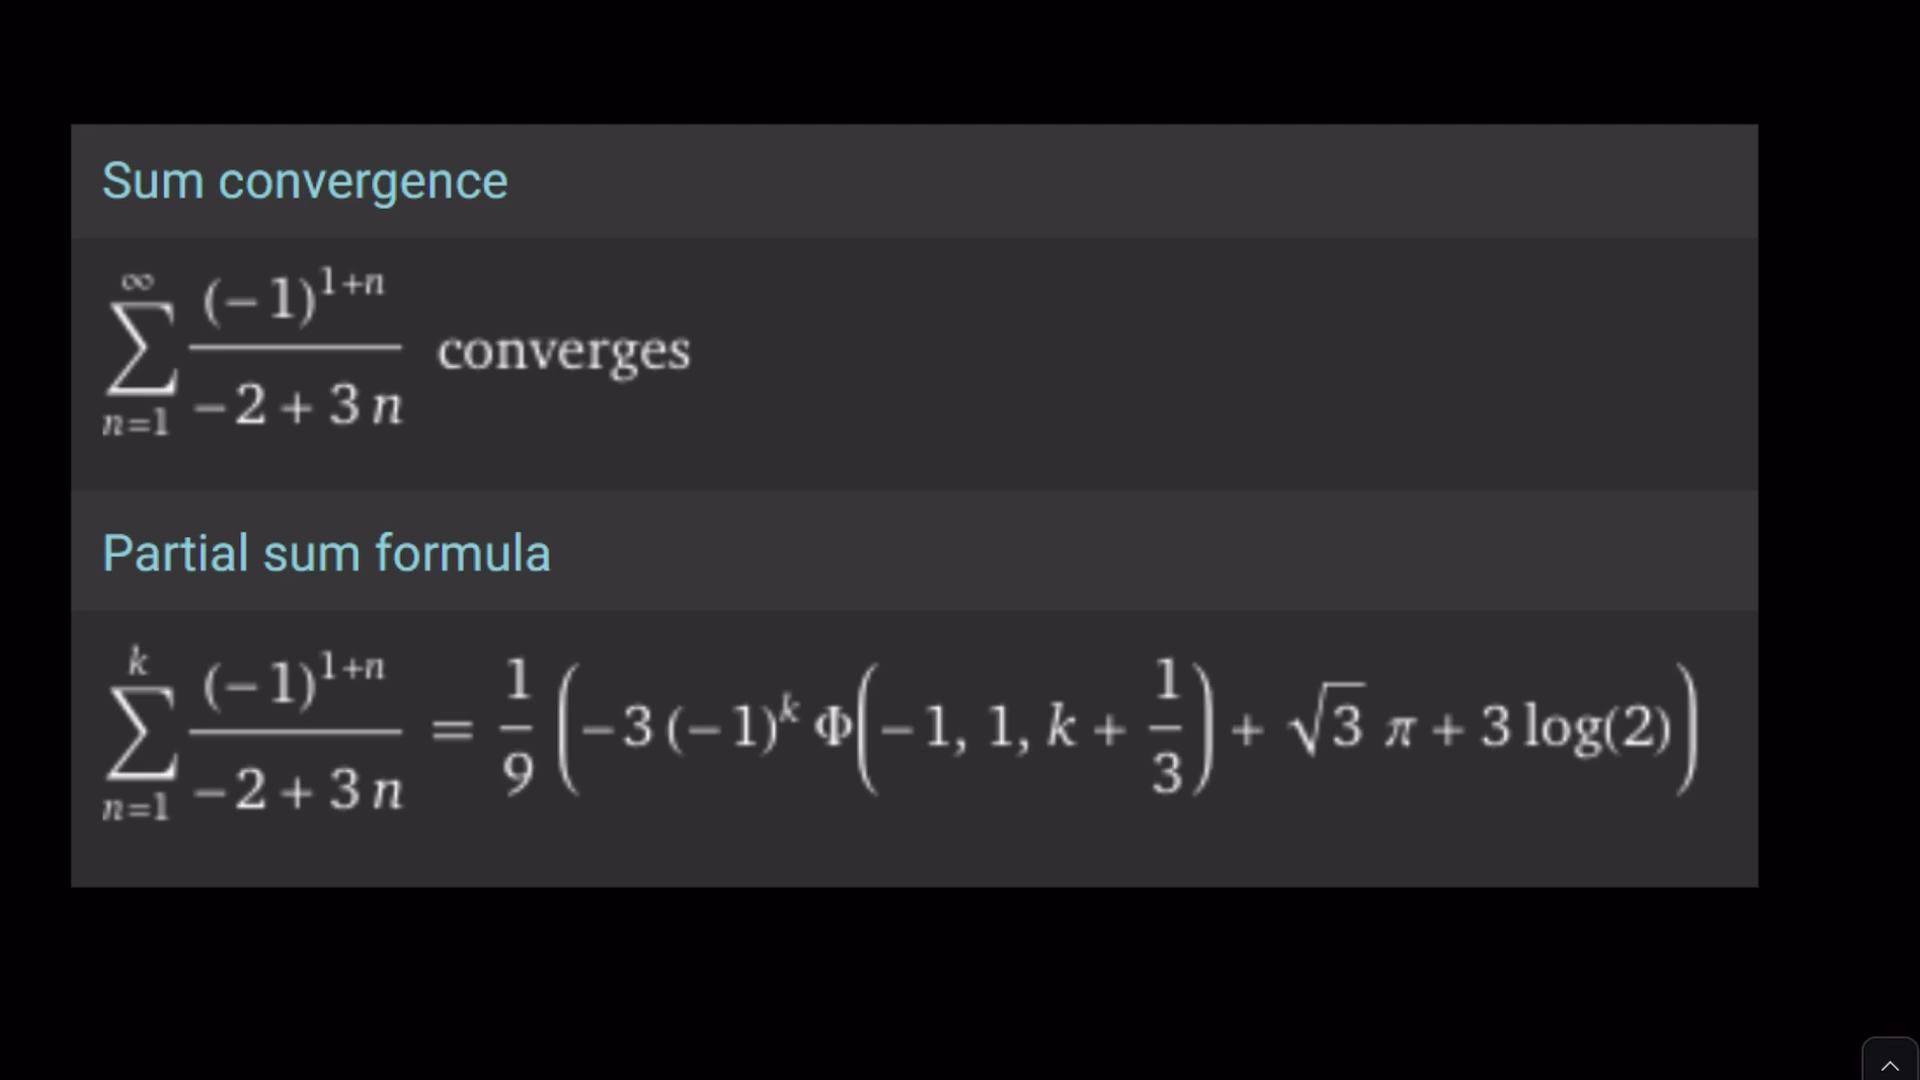 Sum convergence
∞∑n=1 (−1)^(1+n) / (−2 + 3 n) converges
Partial sum formula
k∑n=1 (−1)^(1+n) / (−2 + 3 n) = 1/9 (−3 (−1)^k Φ(−1, 1, k + 1/3) + √3 π + 3 log(2))